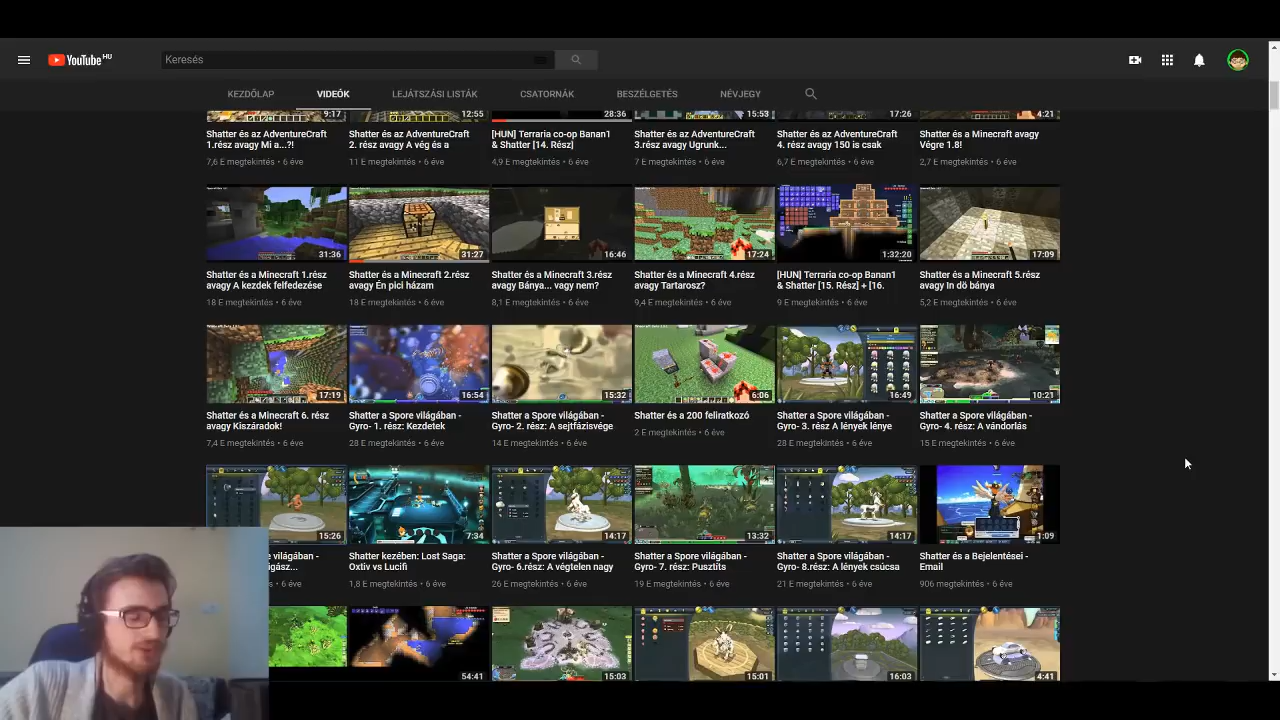 YouTube HU
Keresés
KEZDŐLAP VIDEÓK LEJÁTSZÁSI LISTÁK CSATORNÁK BESZÉLGETÉS NÉVJEGY
9:17 12:55 28:36 15:53 17:26 4:21
Shatter és az AdventureCraft
1.rész avagy Mi a...?!
7,6 E megtekintés • 6 éve
Shatter és az AdventureCraft
2. rész avagy A vég és a
11 E megtekintés • 6 éve
[HUN] Terraria co-op Banan1
& Shatter [14. Rész]
4,9 E megtekintés • 6 éve
Shatter és az AdventureCraft
3.rész avagy Ugrunk...
7 E megtekintés • 6 éve
Shatter és az AdventureCraft
4. rész avagy 150 is csak
6,7 E megtekintés • 6 éve
Shatter és a Minecraft avagy
Végre 1.8!
2,7 E megtekintés • 6 éve
31:36 31:27 16:46 17:24 1:32:20 17:09
Shatter és a Minecraft 1.rész
avagy A kezdek felfedezése
18 E megtekintés • 6 éve
Shatter és a Minecraft 2.rész
avagy Én pici házam
18 E megtekintés • 6 éve
Shatter és a Minecraft 3.rész
avagy Bánya... vagy nem?
8,1 E megtekintés • 6 éve
Shatter és a Minecraft 4.rész
avagy Tartarosz?
9,4 E megtekintés • 6 éve
[HUN] Terraria co-op Banan1
& Shatter [15. Rész] + [16.
9 E megtekintés • 6 éve
Shatter és a Minecraft 5.rész
avagy In dö bánya
5,2 E megtekintés • 6 éve
17:19 16:54 15:32 6:06 16:49 10:21
Shatter és a Minecraft 6. rész
avagy Kiszáradok!
7,4 E megtekintés • 6 éve
Shatter a Spore világában -
Gyro- 1. rész: Kezdetek
28 E megtekintés • 6 éve
Shatter a Spore világában -
Gyro- 2. rész: A sejtfázisvége
14 E megtekintés • 6 éve
Shatter és a 200 feliratkozó
2 E megtekintés • 6 éve
Shatter a Spore világában -
Gyro- 3. rész A lények lénye
28 E megtekintés • 6 éve
Shatter a Spore világában -
Gyro- 4. rész: A vándorlás
15 E megtekintés • 6 éve
15:26 7:34 14:17 13:32 14:17 1:09
világában -
igász...
• 6 éve
Shatter kezében: Lost Saga:
Oxtiv vs Lucifi
1,8 E megtekintés • 6 éve
Shatter a Spore világában -
Gyro- 6.rész: A végtelen nagy
26 E megtekintés • 6 éve
Shatter a Spore világában -
Gyro- 7. rész: Pusztíts
19 E megtekintés • 6 éve
Shatter a Spore világában -
Gyro- 8.rész: A lények csúcsa
21 E megtekintés • 6 éve
Shatter és a Bejelentései -
Email
906 megtekintés • 6 éve
54:41 15:03 15:01 16:03 4:41